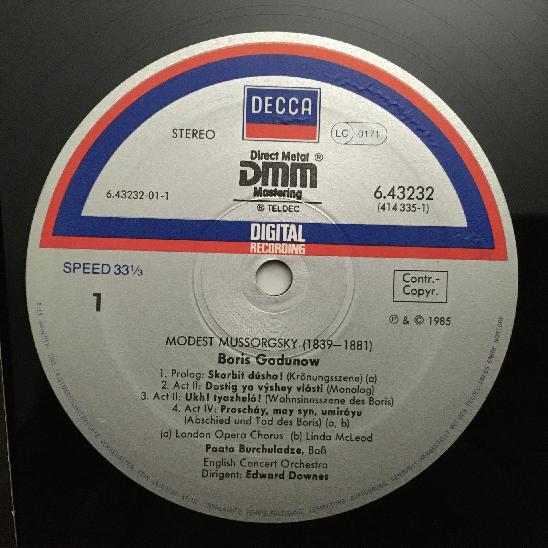 DECCA
STEREO
LC 0171
Direct Metal ®
DMM
Mastering
® TELDEC
6.43232-01-1
6.43232
(414 335-1)
DIGITAL
RECORDING
SPEED 33⅓
Contr.-
Copyr.
1
℗ & © 1985
MODEST MUSSORGSKY (1839–1881)
Boris Godunow
1. Prolog: Skorbit dúsha! (Krönungsszene) (a)
2. Act II: Dostig ya výshey vlásti (Monolog)
3. Act II: Ukh! tyazheló! (Wahnsinnsszene des Boris)
4. Act IV: Proscháy, may syn, umiráyu
(Abschied und Tod des Boris) (a, b)
(a) London Opera Chorus (b) Linda McLeod
Paata Burchuladze, Baß
English Concert Orchestra
Dirigent: Edward Downes